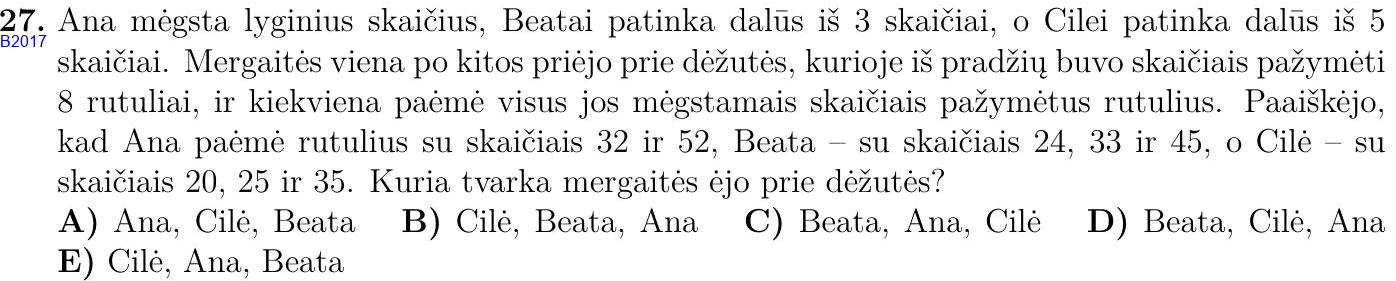 27. Ana mėgsta lyginius skaičius, Beatai patinka dalūs iš 3 skaičiai, o Cilei patinka dalūs iš 5
B2017
skaičiai. Mergaitės viena po kitos priėjo prie dėžutės, kurioje iš pradžių buvo skaičiais pažymėti
8 rutuliai, ir kiekviena paėmė visus jos mėgstamais skaičiais pažymėtus rutulius. Paaiškėjo,
kad Ana paėmė rutulius su skaičiais 32 ir 52, Beata – su skaičiais 24, 33 ir 45, o Cilė – su
skaičiais 20, 25 ir 35. Kuria tvarka mergaitės ėjo prie dėžutės?
A) Ana, Cilė, Beata B) Cilė, Beata, Ana C) Beata, Ana, Cilė D) Beata, Cilė, Ana
E) Cilė, Ana, Beata